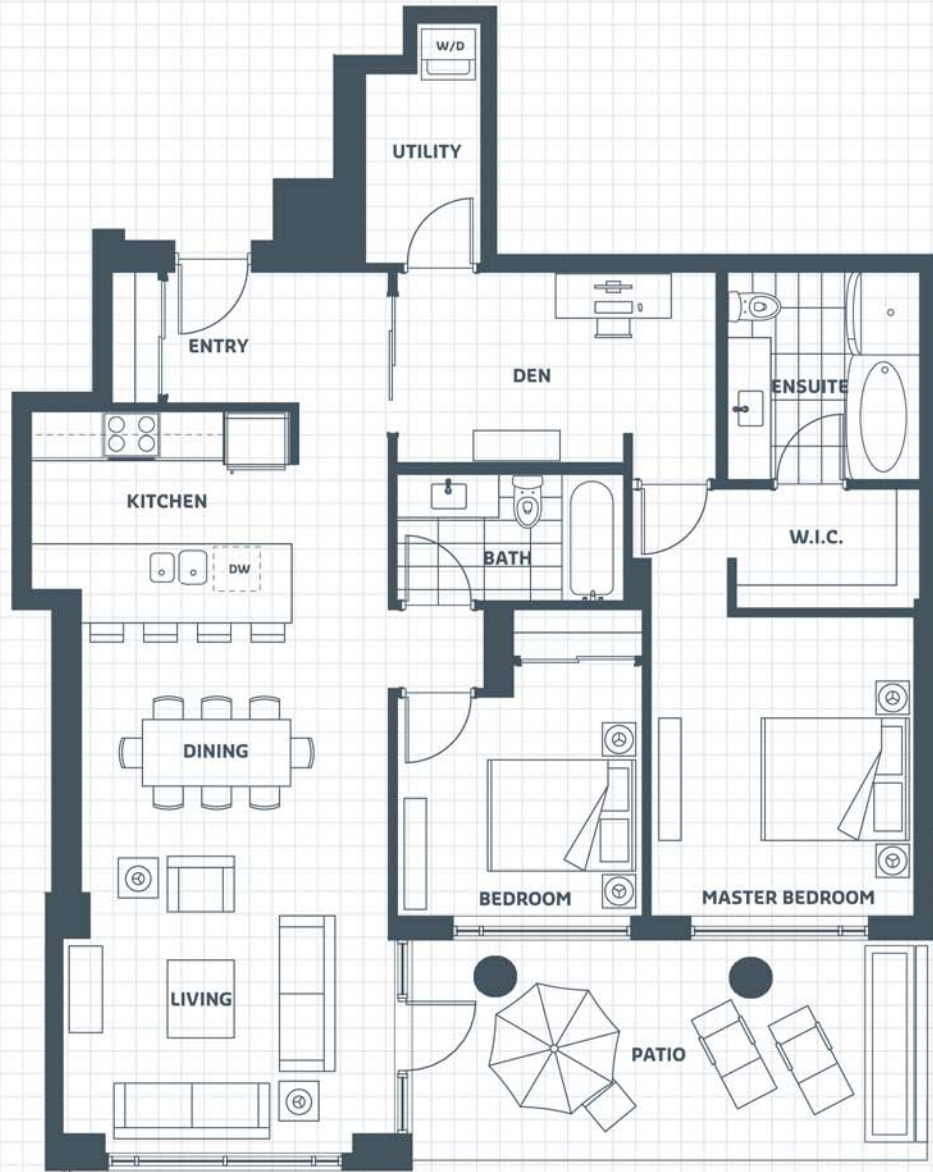 W/D
UTILITY
ENTRY
DEN
ENSUITE
KITCHEN
W.I.C.
BATH
DW
DINING
BEDROOM
MASTER BEDROOM
LIVING
PATIO